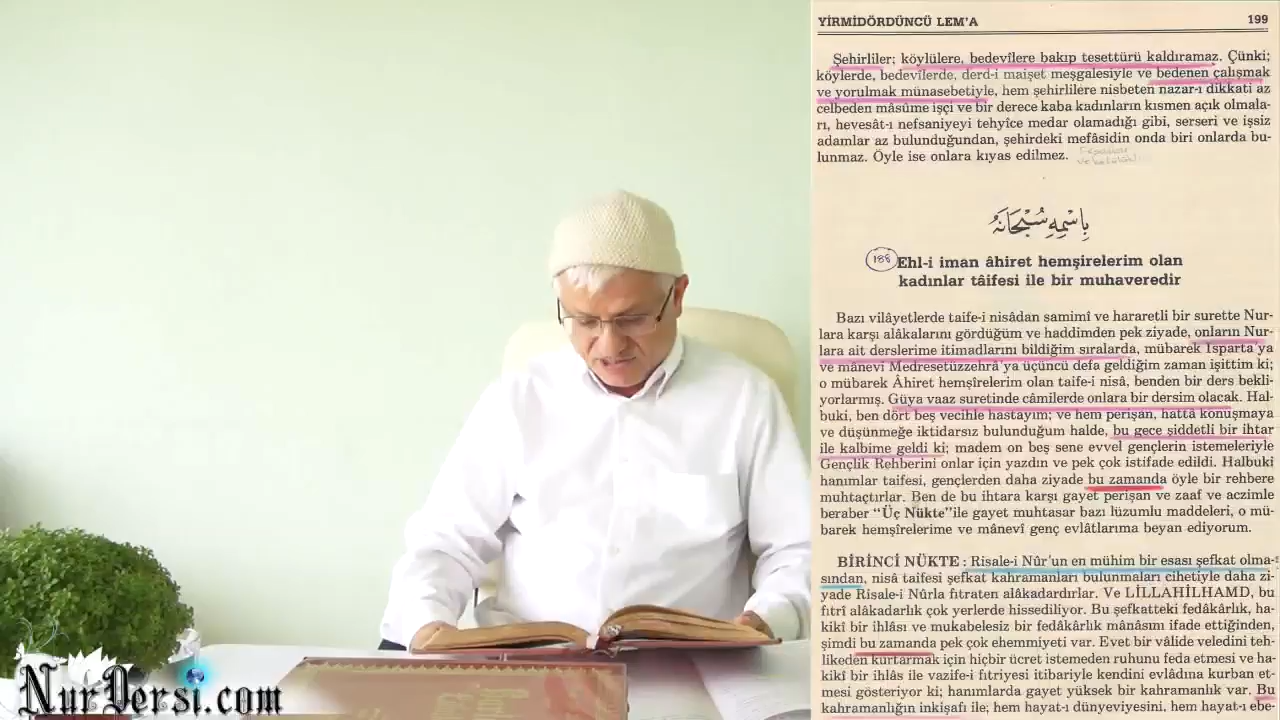 YİRMİDÖRDÜNCÜ LEM'A 199
Şehirliler; köylülere, bedevîlere bakıp tesettürü kaldıramaz. Çünki;
köylerde, bedevîlerde, derd-i maişet meşgalesiyle ve bedenen çalışmak
ve yorulmak münasebetiyle, hem şehirlilere nisbeten nazar-ı dikkati az
celbeden mâsûme işçi ve bir derece kaba kadınların kısmen açık olmala-
rı, hevesât-ı nefsaniyeyi tehyîce medar olamadığı gibi, serseri ve işsiz
adamlar az bulunduğundan, şehirdeki mefâsidin onda biri onlarda bu-
lunmaz. Öyle ise onlara kıyas edilmez.
بِاسْمِهِ سُبْحَانَهُ
188 Ehl-i iman âhiret hemşirelerim olan
kadınlar tâifesi ile bir muhaveredir
Bazı vilâyetlerde taife-i nisâdan samimî ve hararetli bir surette Nur-
lara karşı alâkalarını gördüğüm ve haddimden pek ziyade, onların Nur-
lara ait derslerime itimadlarını bildiğim sıralarda, mübarek Isparta'ya
ve mânevî Medresetüzzehrâ'ya üçüncü defa geldiğim zaman işittim ki;
o mübarek Âhiret hemşirelerim olan taife-i nisâ, benden bir ders bekli-
yorlarmış. Güya vaaz suretinde câmilerde onlara bir dersim olacak. Hal-
buki, ben dört beş vecihle hastayım; ve hem perişan, hattâ konuşmaya
ve düşünmeğe iktidarsız bulunduğum halde, bu gece şiddetli bir ihtar
ile kalbime geldi ki; madem on beş sene evvel gençlerin istemeleriyle
Gençlik Rehberini onlar için yazdın ve pek çok istifade edildi. Halbuki
hanımlar taifesi, gençlerden daha ziyade bu zamanda öyle bir rehbere
muhtaçtırlar. Ben de bu ihtara karşı gayet perişan ve zaaf ve aczimle
beraber "Üç Nükte"ile gayet muhtasar bazı lüzumlu maddeleri, o mü-
barek hemşîrelerime ve mânevî genç evlâtlarıma beyan ediyorum.
BİRİNCİ NÜKTE : Risale-i Nûr'un en mühim bir esası şefkat olma-
sından, nisâ taifesi şefkat kahramanları bulunmaları cihetiyle daha zi-
yade Risale-i Nûrla fıtraten alâkadardırlar. Ve LİLLAHİLHAMD, bu
fıtrî alâkadarlık çok yerlerde hissediliyor. Bu şefkatteki fedâkârlık, ha-
kikî bir ihlâsı ve mukabelesiz bir fedâkârlık mânâsını ifade ettiğinden,
şimdi bu zamanda pek çok ehemmiyeti var. Evet bir vâlide veledini teh-
likeden kurtarmak için hiçbir ücret istemeden ruhunu feda etmesi ve ha-
kikî bir ihlâs ile vazife-i fıtriyesi itibariyle kendini evlâdına kurban et-
mesi gösteriyor ki; hanımlarda gayet yüksek bir kahramanlık var. Bu
kahramanlığın inkişafı ile; hem hayat-ı dünyeviyesini, hem hayat-ı ebe-
NurDersi.com